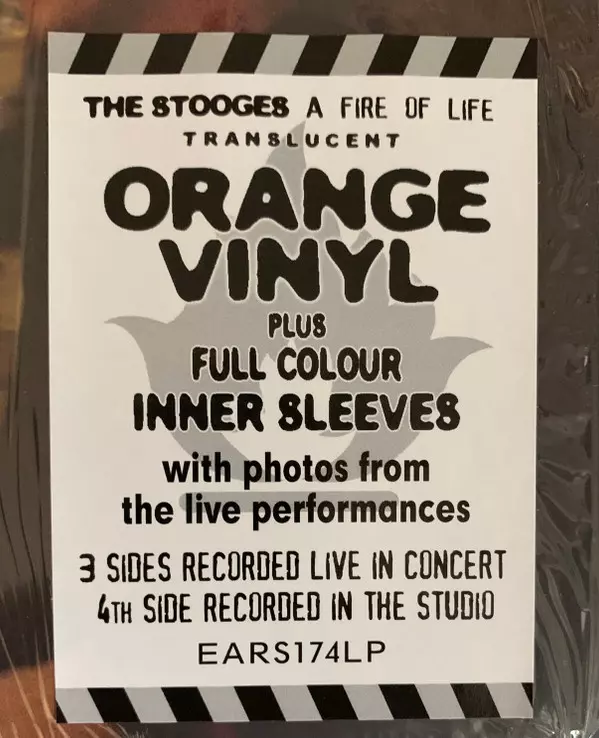 THE STOOGES A FIRE OF LIFE
TRANSLUCENT
ORANGE
VINYL
PLUS
FULL COLOUR
INNER SLEEVES
with photos from
the live performances
3 SIDES RECORDED LIVE IN CONCERT
4TH SIDE RECORDED IN THE STUDIO
EARS174LP